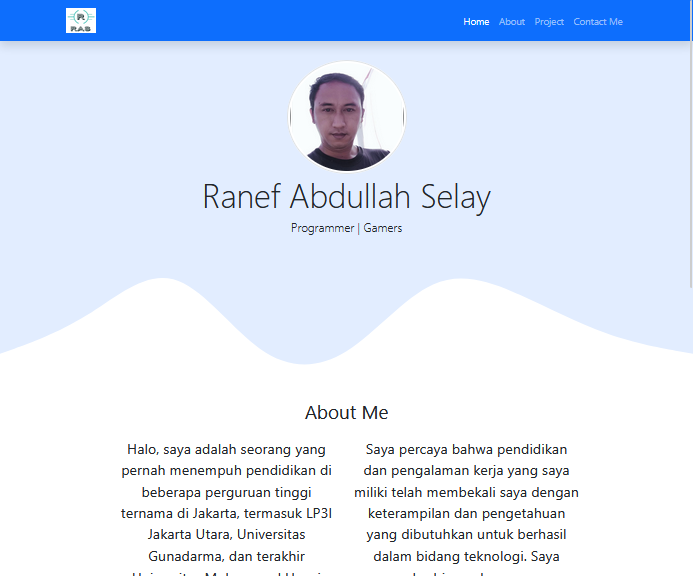 RAS
Home About Project Contact Me
Ranef Abdullah Selay
Programmer | Gamers
About Me
Halo, saya adalah seorang yang
pernah menempuh pendidikan di
beberapa perguruan tinggi
ternama di Jakarta, termasuk LP3I
Jakarta Utara, Universitas
Gunadarma, dan terakhir
Saya percaya bahwa pendidikan
dan pengalaman kerja yang saya
miliki telah membekali saya dengan
keterampilan dan pengetahuan
yang dibutuhkan untuk berhasil
dalam bidang teknologi. Saya